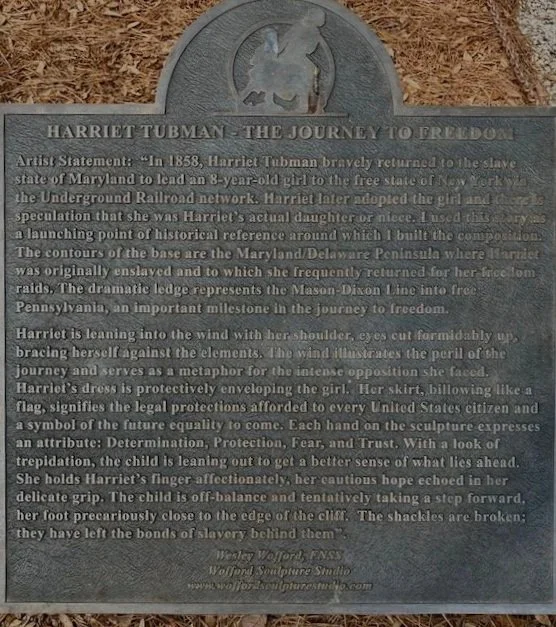 HARRIET TUBMAN - THE JOURNEY TO FREEDOM
Artist Statement: "In 1858, Harriet Tubman bravely returned to the slave
state of Maryland to lead an 8-year-old girl to the free state of New York via
the Underground Railroad network. Harriet later adopted the girl and there is
speculation that she was Harriet's actual daughter or niece. I used this story as
a launching point of historical reference around which I built the composition.
The contours of the base are the Maryland/Delaware Peninsula where Harriet
was originally enslaved and to which she frequently returned for her freedom
raids. The dramatic ledge represents the Mason-Dixon Line into free
Pennsylvania, an important milestone in the journey to freedom.
Harriet is leaning into the wind with her shoulder, eyes cut formidably up,
bracing herself against the elements. The wind illustrates the peril of the
journey and serves as a metaphor for the intense opposition she faced.
Harriet's dress is protectively enveloping the girl. Her skirt, billowing like a
flag, signifies the legal protections afforded to every United States citizen and
a symbol of the future equality to come. Each hand on the sculpture expresses
an attribute: Determination, Protection, Fear, and Trust. With a look of
trepidation, the child is leaning out to get a better sense of what lies ahead.
She holds Harriet's finger affectionately, her cautious hope echoed in her
delicate grip. The child is off-balance and tentatively taking a step forward,
her foot precariously close to the edge of the cliff. The shackles are broken;
they have left the bonds of slavery behind them".
Wesley Wofford, FNSS
Wofford Sculpture Studio
www.woffordsculpturestudio.com